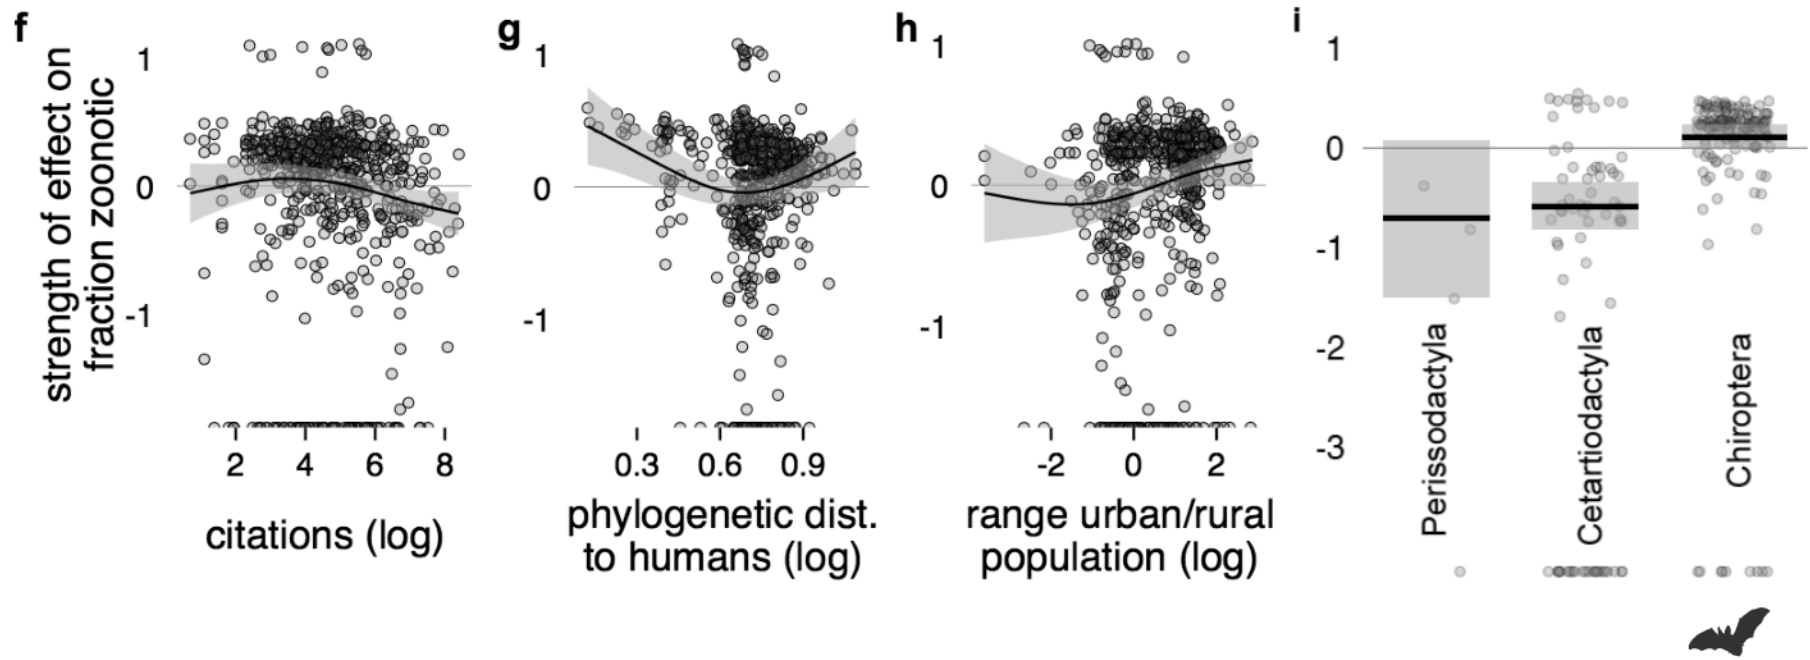 f
strength of effect on
fraction zoonotic
1
0
-1
2 4 6 8
citations (log)
g
1
0
-1
0.3 0.6 0.9
phylogenetic dist.
to humans (log)
h
1
0
-1
-2 0 2
range urban/rural
population (log)
i
1
0
-1
-2
-3
Perissodactyla
Cetartiodactyla
Chiroptera